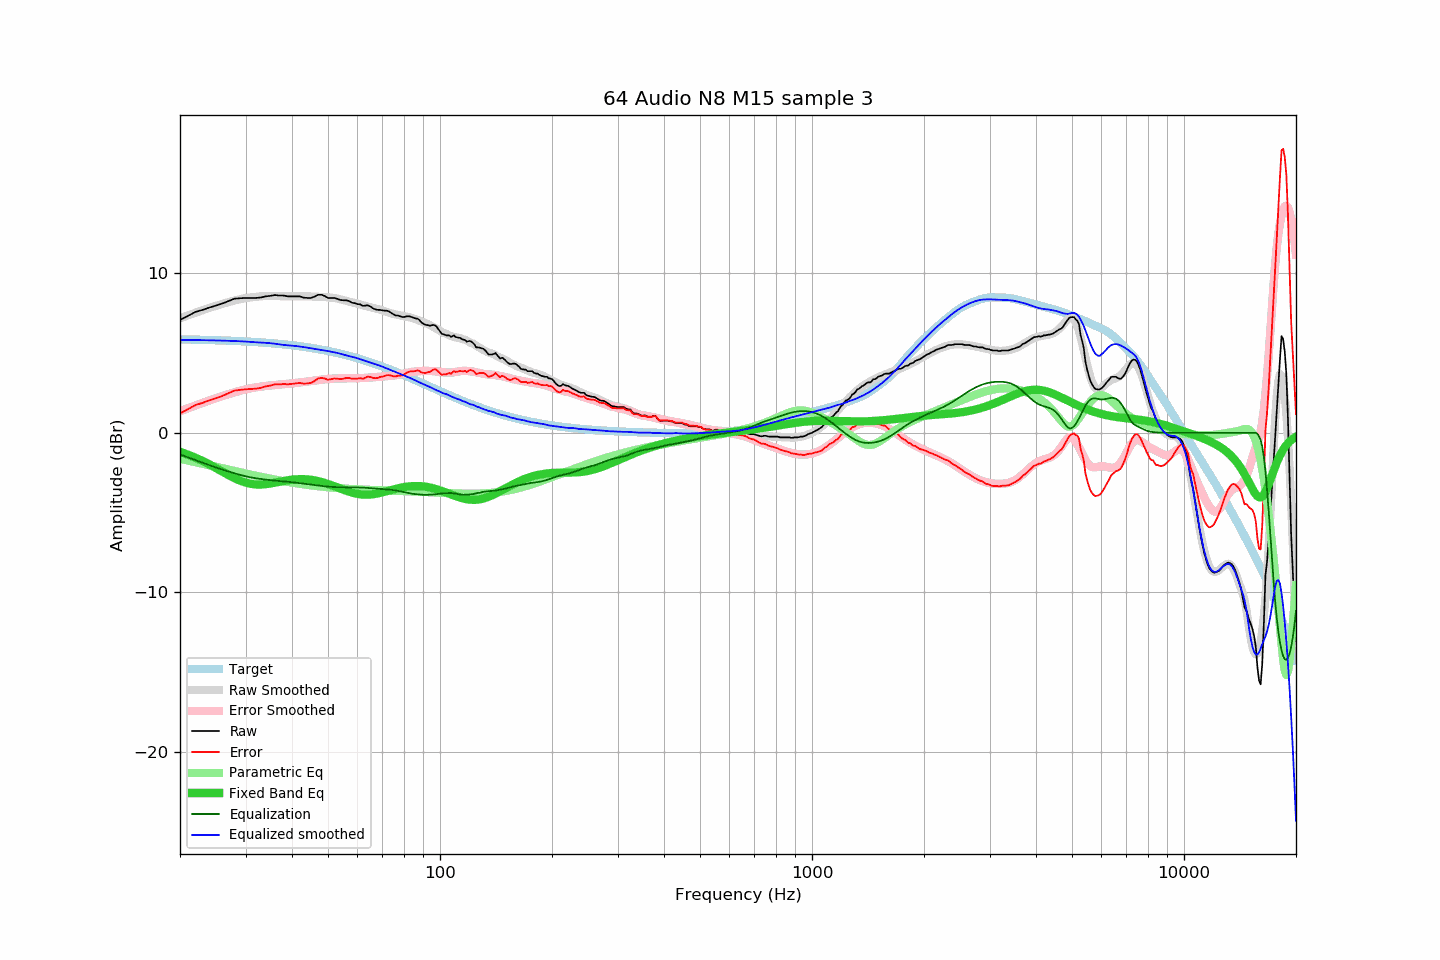 64 Audio N8 M15 sample 3
10
0
−10
−20
Amplitude (dBr)
Target
Raw Smoothed
Error Smoothed
Raw
Error
Parametric Eq
Fixed Band Eq
Equalization
Equalized smoothed
100
1000
10000
Frequency (Hz)